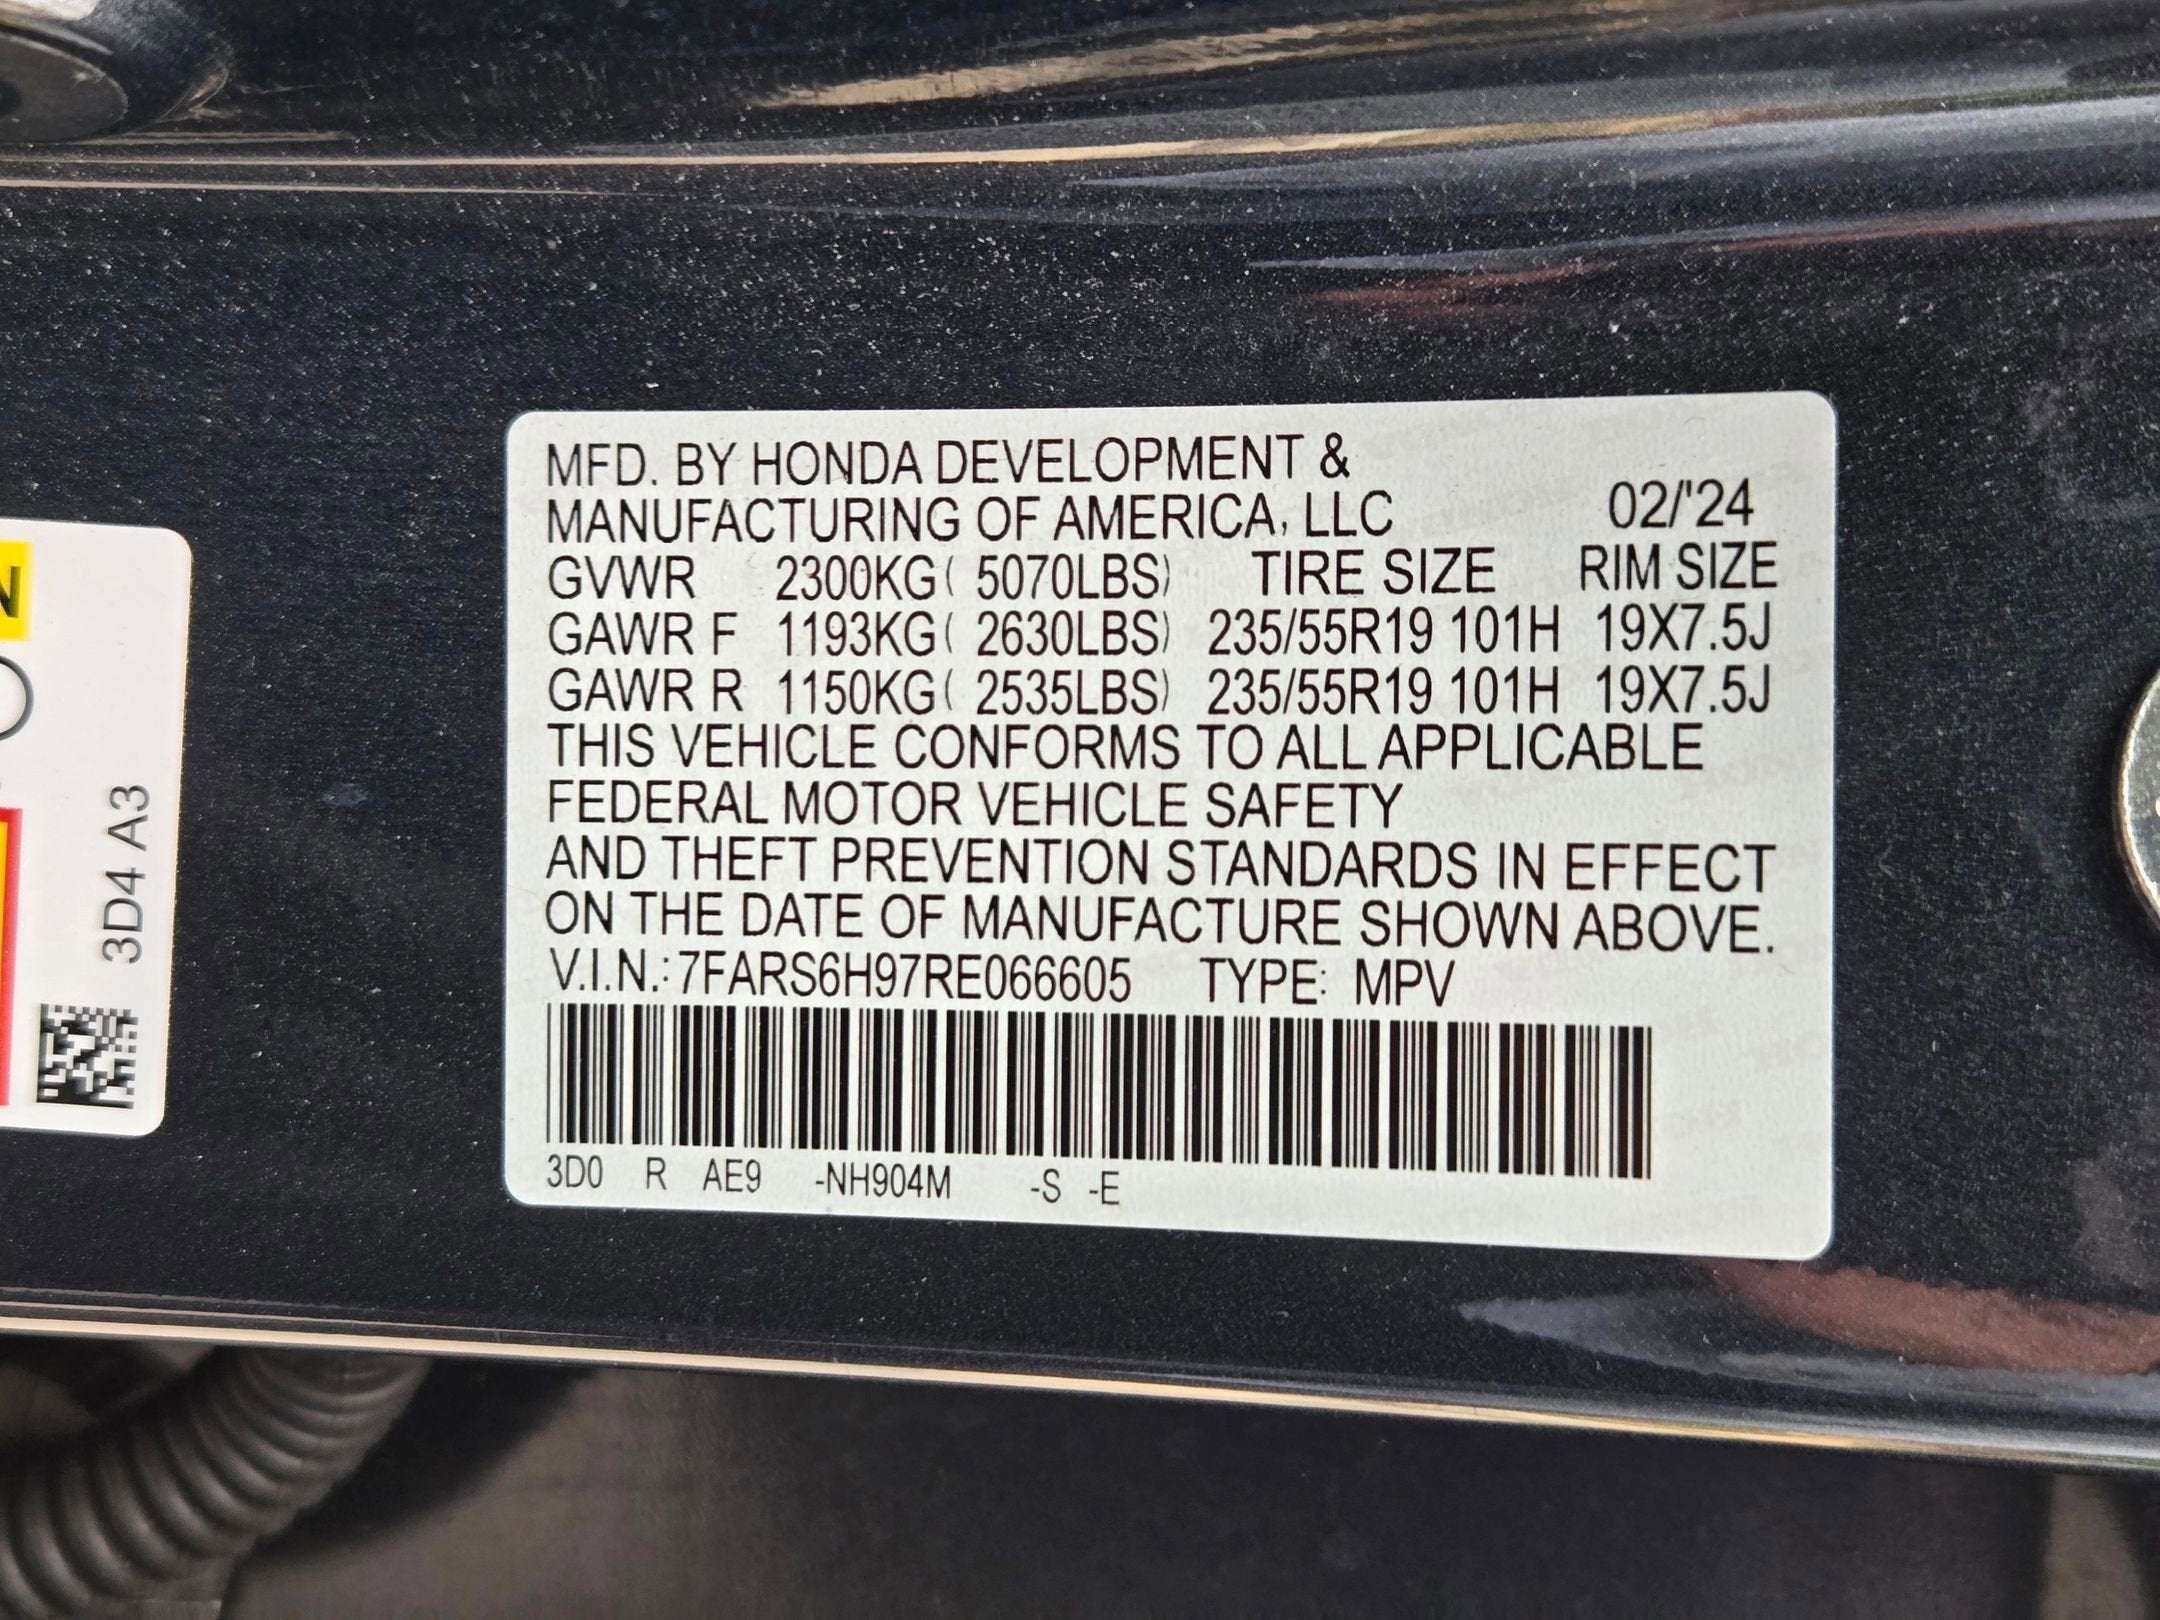 MFD. BY HONDA DEVELOPMENT &
MANUFACTURING OF AMERICA, LLC 02/'24
GVWR 2300KG( 5070LBS) TIRE SIZE RIM SIZE
GAWR F 1193KG( 2630LBS) 235/55R19 101H 19X7.5J
GAWR R 1150KG( 2535LBS) 235/55R19 101H 19X7.5J
THIS VEHICLE CONFORMS TO ALL APPLICABLE
FEDERAL MOTOR VEHICLE SAFETY
AND THEFT PREVENTION STANDARDS IN EFFECT
ON THE DATE OF MANUFACTURE SHOWN ABOVE.
V.I.N.: 7FARS6H97RE066605 TYPE: MPV
3D0 R AE9 -NH904M -S -E
N
3D4 A3